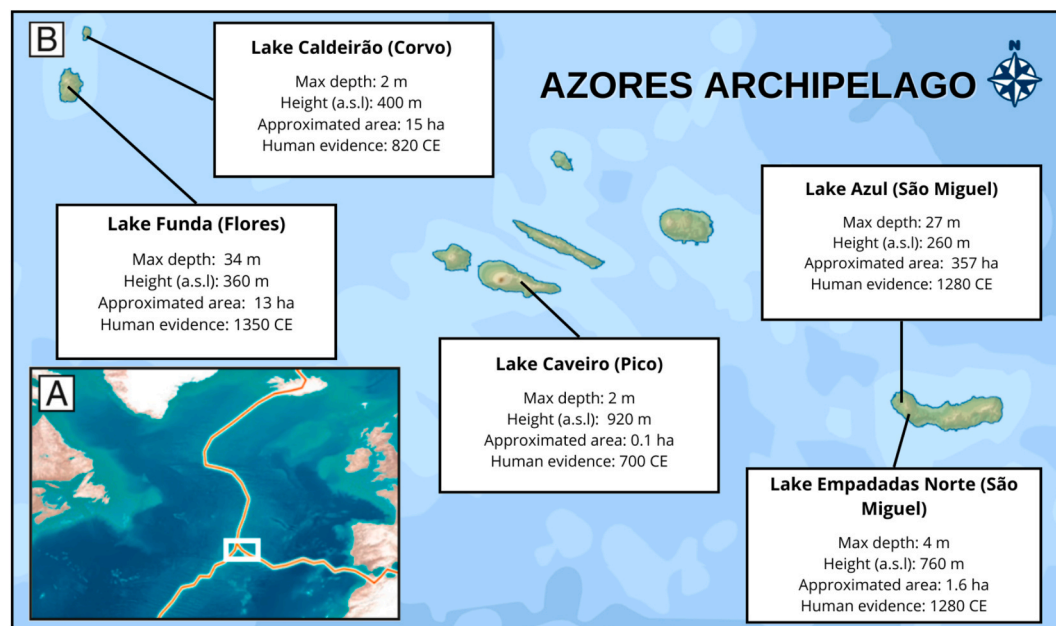 B
Lake Caldeirão (Corvo)
Max depth: 2 m
Height (a.s.l): 400 m
Approximated area: 15 ha
Human evidence: 820 CE
AZORES ARCHIPELAGO
N
Lake Funda (Flores)
Max depth: 34 m
Height (a.s.l): 360 m
Approximated area: 13 ha
Human evidence: 1350 CE
Lake Azul (São Miguel)
Max depth: 27 m
Height (a.s.l): 260 m
Approximated area: 357 ha
Human evidence: 1280 CE
Lake Caveiro (Pico)
Max depth: 2 m
Height (a.s.l): 920 m
Approximated area: 0.1 ha
Human evidence: 700 CE
A
Lake Empadadas Norte (São
Miguel)
Max depth: 4 m
Height (a.s.l): 760 m
Approximated area: 1.6 ha
Human evidence: 1280 CE